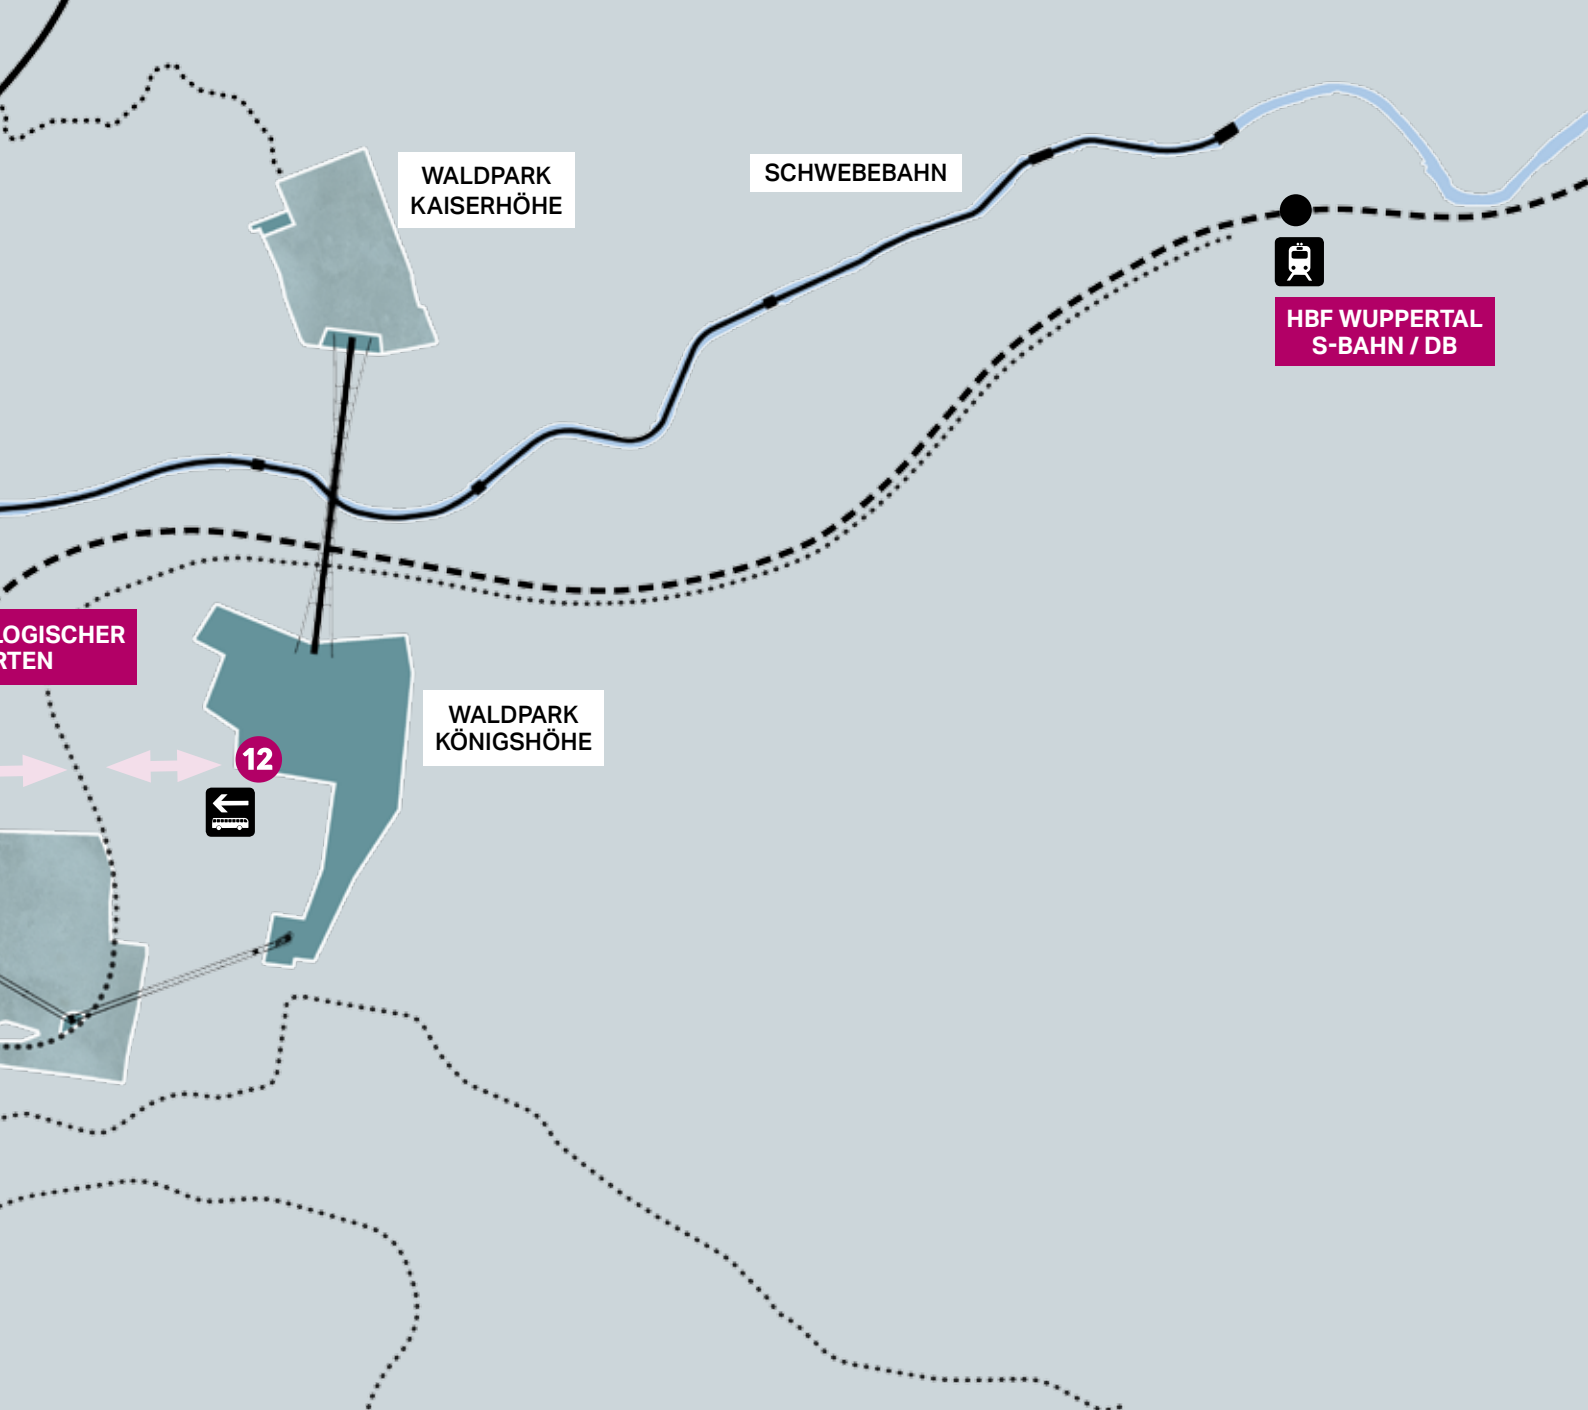 WALDPARK
KAISERHÖHE
SCHWEBEBAHN
HBF WUPPERTAL
S-BAHN / DB
LOGISCHER
RTEN
WALDPARK
KÖNIGSHÖHE
12